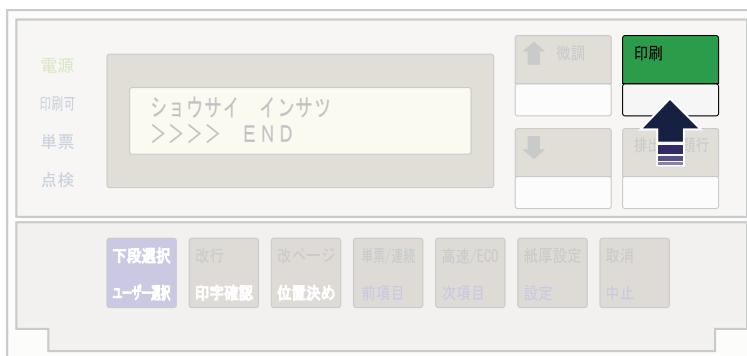 電源
印刷可
単票
点検
ショウサイ インサツ
>>>> END
微調
印刷
排出
頭行
下段選択
改行
改ページ
単票/連続
高速/ECO
紙厚設定
取消
ユーザー選択
印字確認
位置決め
前項目
次項目
設定
中止